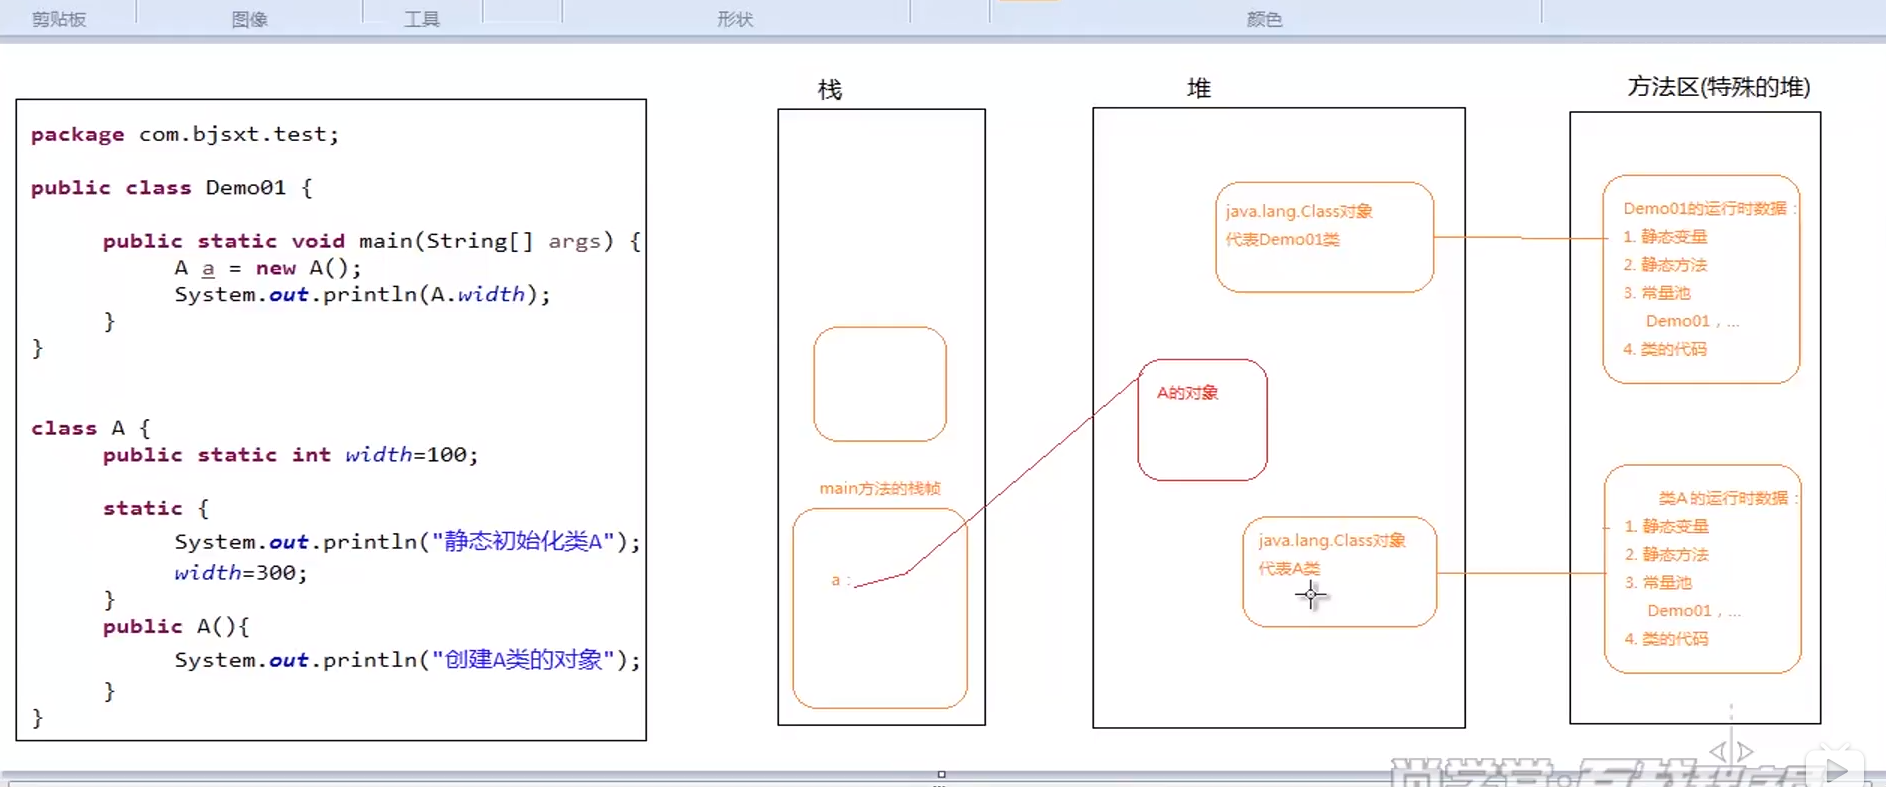 剪贴板
图像
工具
形状
颜色
package com.bjsxt.test;
public class Demo01 {
public static void main(String[] args) {
A a = new A();
System.out.println(A.width);
}
}
class A {
public static int width=100;
static {
System.out.println("静态初始化类A");
width=300;
}
public A(){
System.out.println("创建A类的对象");
}
}
栈
main方法的栈帧
a：
堆
java.lang.Class对象
代表Demo01类
A的对象
java.lang.Class对象
代表A类
方法区(特殊的堆)
Demo01的运行时数据：
1. 静态变量
2. 静态方法
3. 常量池
Demo01，...
4. 类的代码
类A 的运行时数据：
1. 静态变量
2. 静态方法
3. 常量池
Demo01，...
4. 类的代码